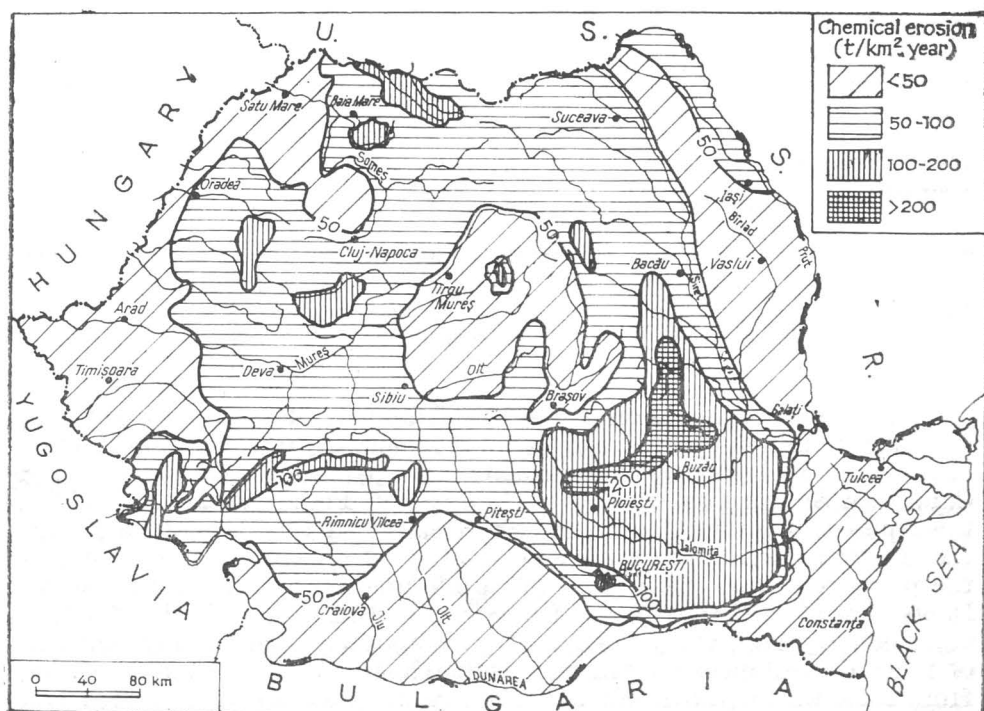 Chemical erosion
(t/km² year)
<50
50-100
100-200
>200
U. S. S. R.
HUNGARY
YUGOSLAVIA
BULGARIA
BLACK SEA
Satu Mare
Baia Mare
Suceava
Someș
50
Oradea
Iași
Bîrlad
Prut
50
Cluj-Napoca
50
Bacău
Vaslui
Siret
Tîrgu
Mureș
Arad
Timișoara
Deva
Mureș
Sibiu
Olt
Brașov
Galați
Tulcea
100
200
Buzău
Ploiești
Rîmnicu Vîlcea
Pitești
Ialomița
BUCUREȘTI
100
50
Craiova
Jiu
Olt
Constanța
DUNĂREA
0 40 80 km